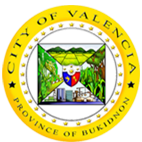 CITY OF VALENCIA
PROVINCE OF BUKIDNON